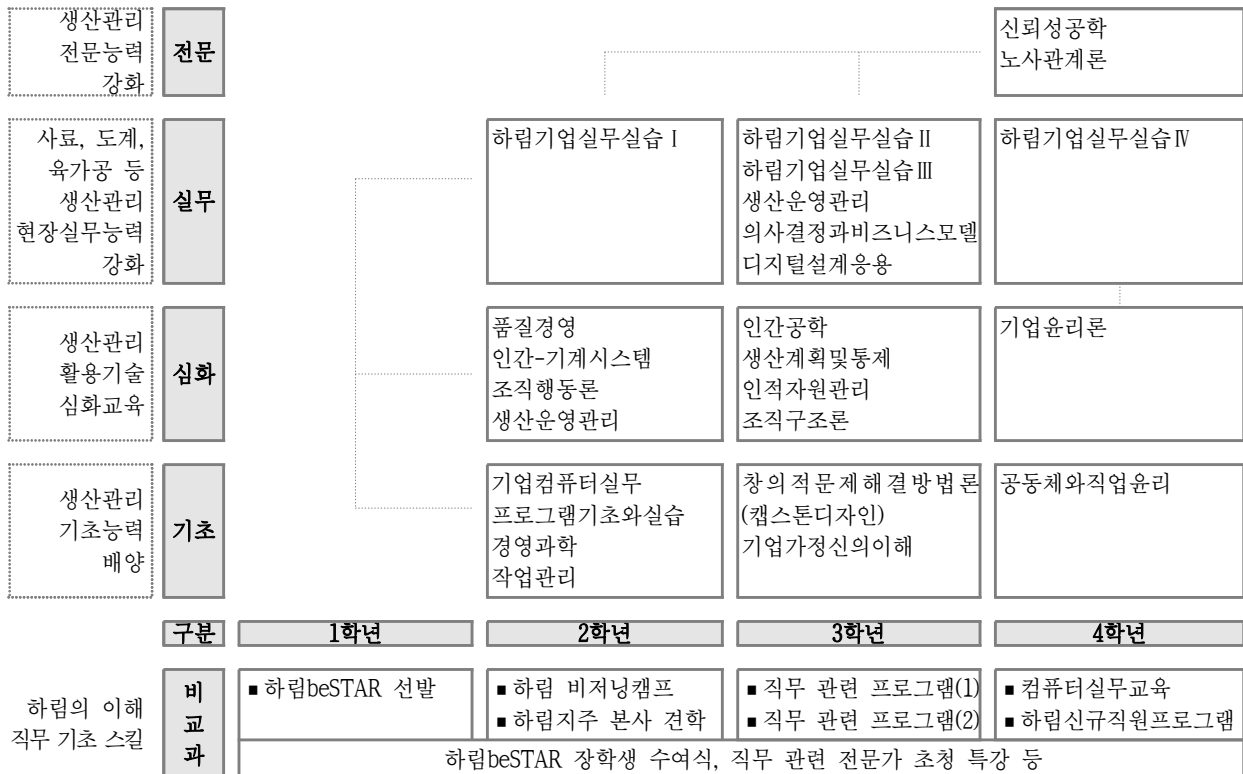 생산관리
전문능력
강화
전문
신뢰성공학
노사관계론
사료, 도계,
육가공 등
생산관리
현장실무능력
강화
실무
하림기업실무실습Ⅰ
하림기업실무실습Ⅱ
하림기업실무실습Ⅲ
생산운영관리
의사결정과비즈니스모델
디지털설계응용
하림기업실무실습Ⅳ
생산관리
활용기술
심화교육
심화
품질경영
인간-기계시스템
조직행동론
생산운영관리
인간공학
생산계획및통제
인적자원관리
조직구조론
기업윤리론
생산관리
기초능력
배양
기초
기업컴퓨터실무
프로그램기초와실습
경영과학
작업관리
창의적문제해결방법론
(캡스톤디자인)
기업가정신의이해
공동체와직업윤리
구분 1학년 2학년 3학년 4학년
하림의 이해
직무 기초 스킬
비
교
과
▪하림beSTAR 선발
▪하림 비저닝캠프
▪하림지주 본사 견학
▪직무 관련 프로그램(1)
▪직무 관련 프로그램(2)
▪컴퓨터실무교육
▪하림신규직원프로그램
하림beSTAR 장학생 수여식, 직무 관련 전문가 초청 특강 등